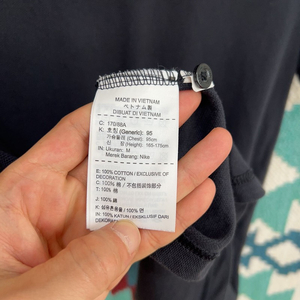 MADE IN VIETNAM
ベトナム製
DIBUAT DI VIETNAM
C: 170/88A
K: 호칭 (Generic): 95
가슴둘레 (Chest): 95cm
신 장 (Height): 165-175cm
IN: Ukuran: M
Merek Barang: Nike
E: 100% COTTON / EXCLUSIVE OF
DECORATION
C: 100% 棉 / 不包括装饰部分
T: 100% 棉
J: 100% 綿
K: 100% 면
IN: 100% KATUN / EKSKLUSIF DARI